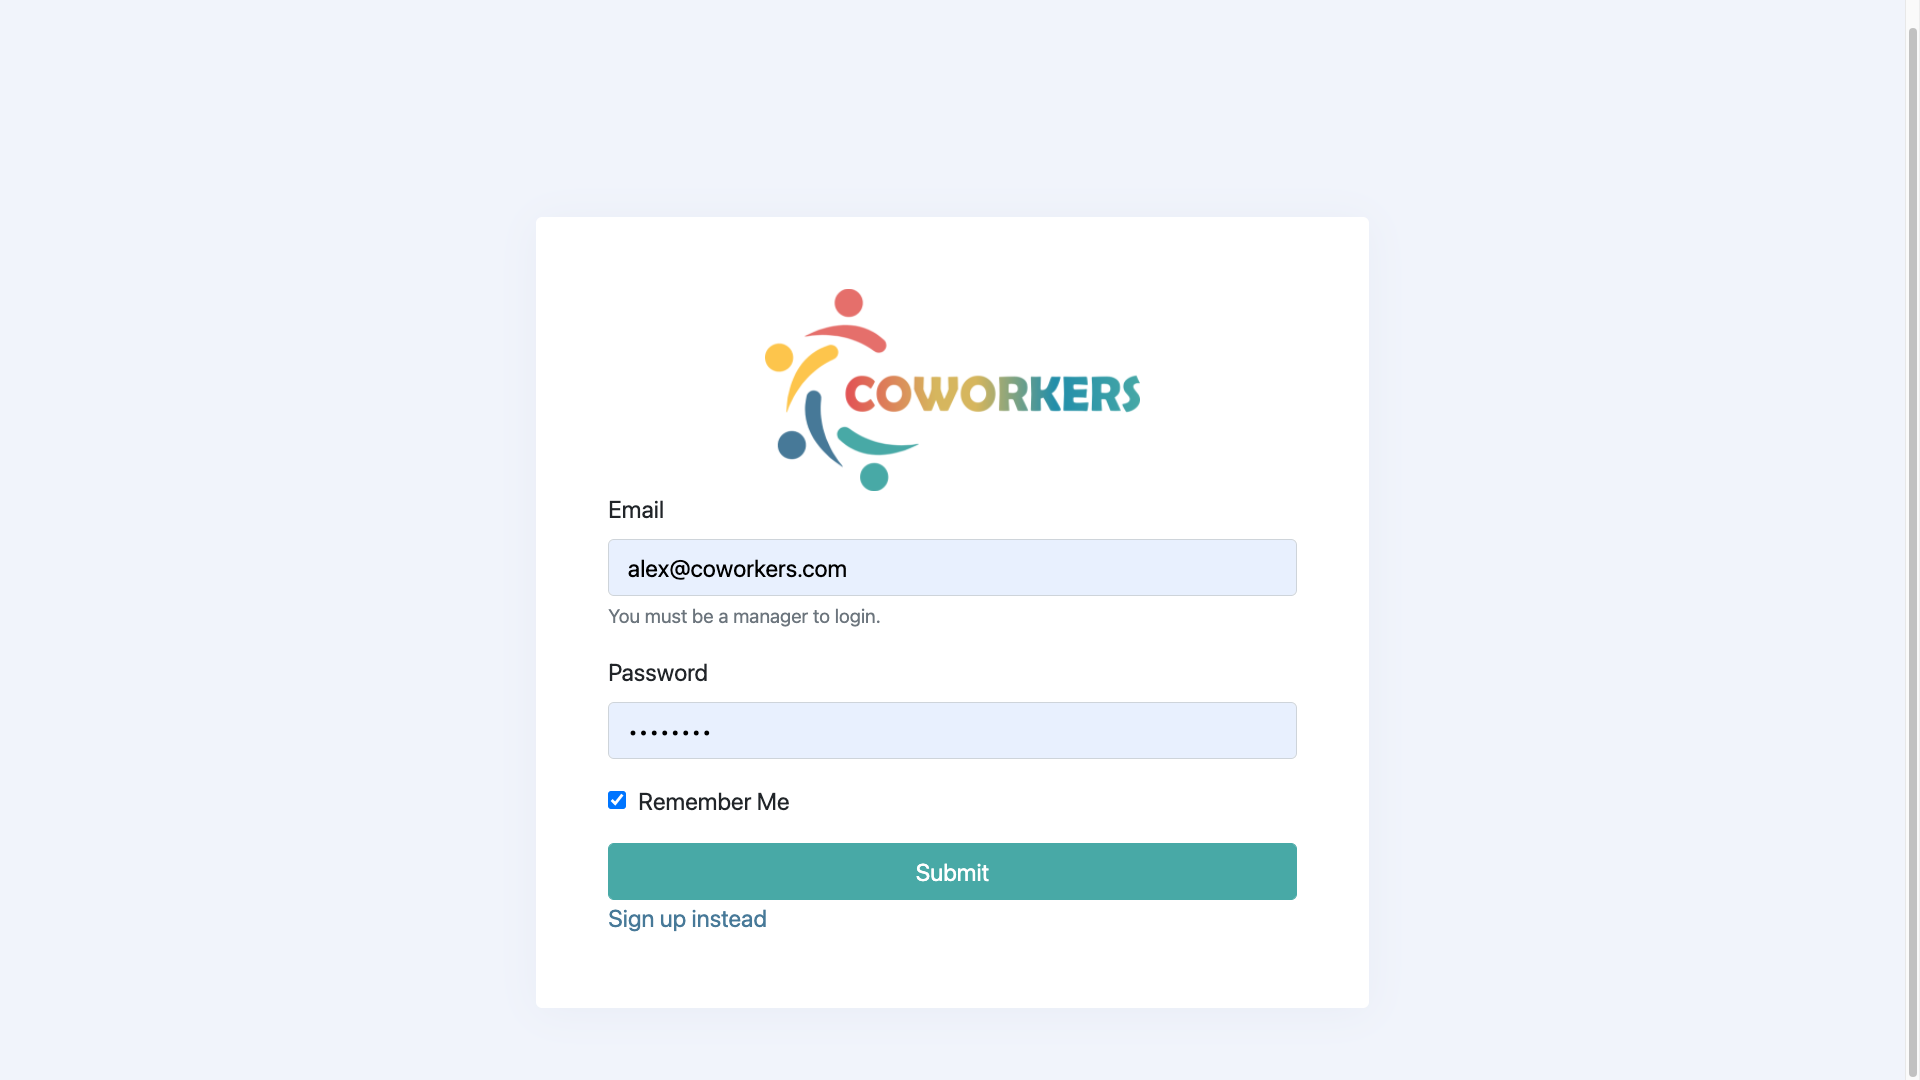 COWORKERS
Email
alex@coworkers.com
You must be a manager to login.
Password
••••••••
Remember Me
Submit
Sign up instead